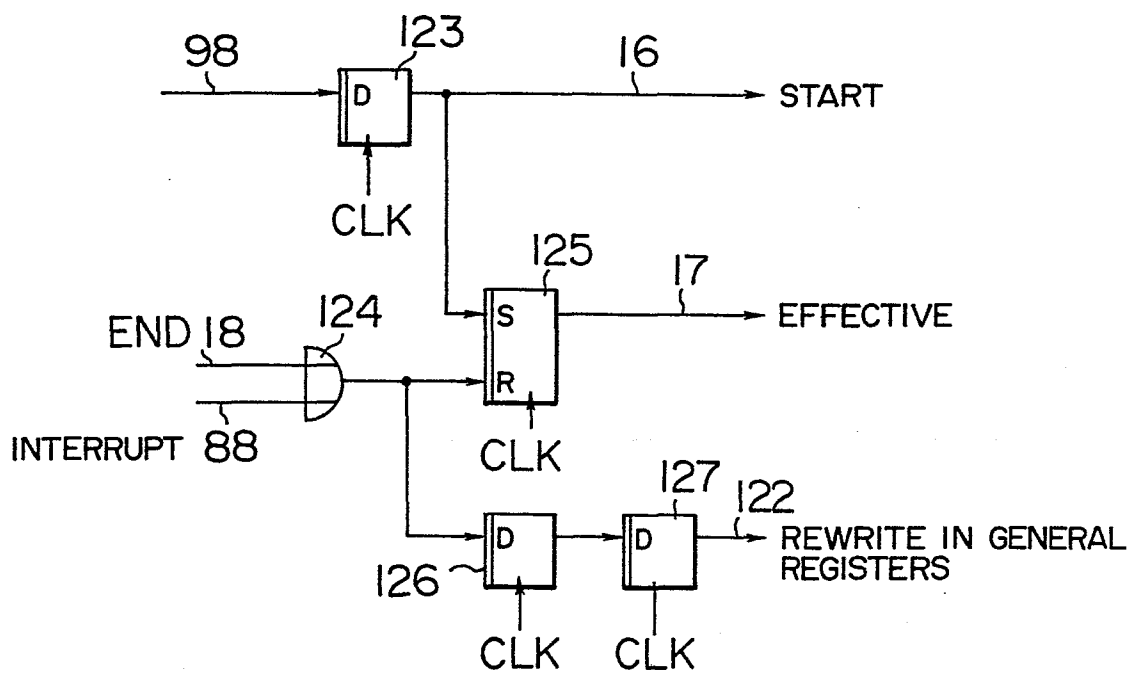 98
123
16
D
START
CLK
125
17
S
EFFECTIVE
124
END 18
R
INTERRUPT 88
CLK
127
122
D
D
REWRITE IN GENERAL
REGISTERS
126
CLK
CLK